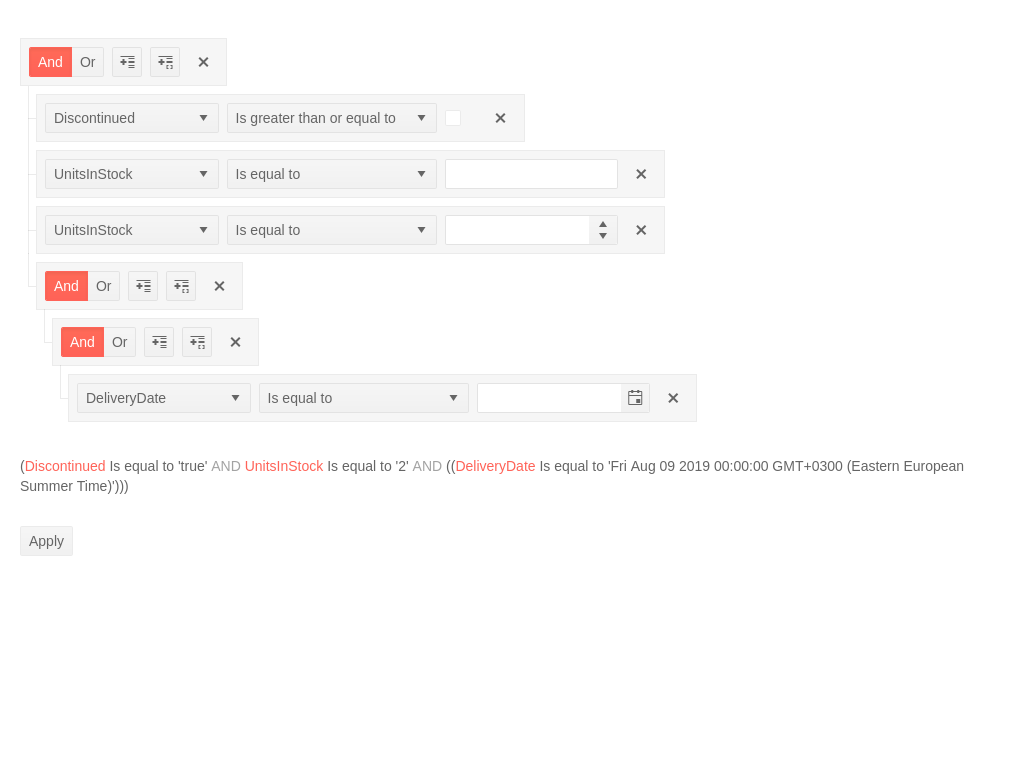 And Or
Discontinued Is greater than or equal to
UnitsInStock Is equal to
UnitsInStock Is equal to
And Or
And Or
DeliveryDate Is equal to
(Discontinued Is equal to 'true' AND UnitsInStock Is equal to '2' AND ((DeliveryDate Is equal to 'Fri Aug 09 2019 00:00:00 GMT+0300 (Eastern European
Summer Time)')))
Apply